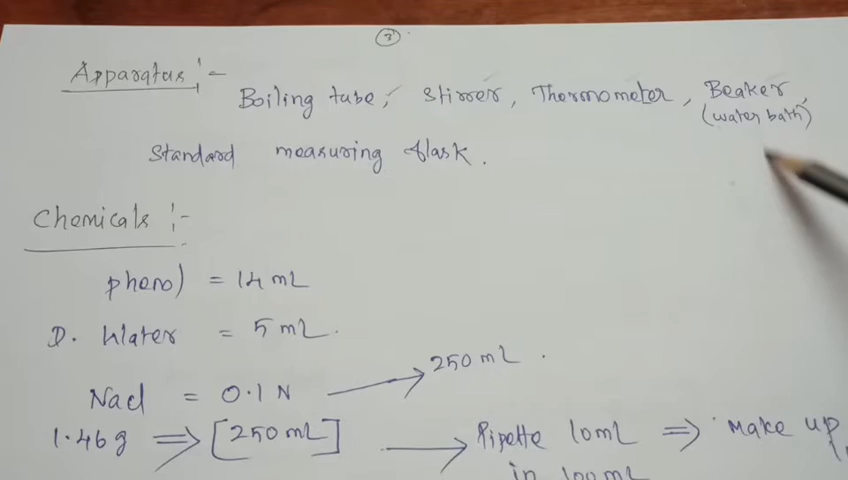 3
Apparatus :-
Boiling tube, Stirrer, Thermometer, Beaker,
(water bath)
Standard measuring flask.
Chemicals :-
phenol = 14 mL
D. Water = 5 mL.
Nacl = 0.1 N → 250 mL.
1.46g ⇒ [250 mL] → Pipette 10mL ⇒ Make up
in 100 mL